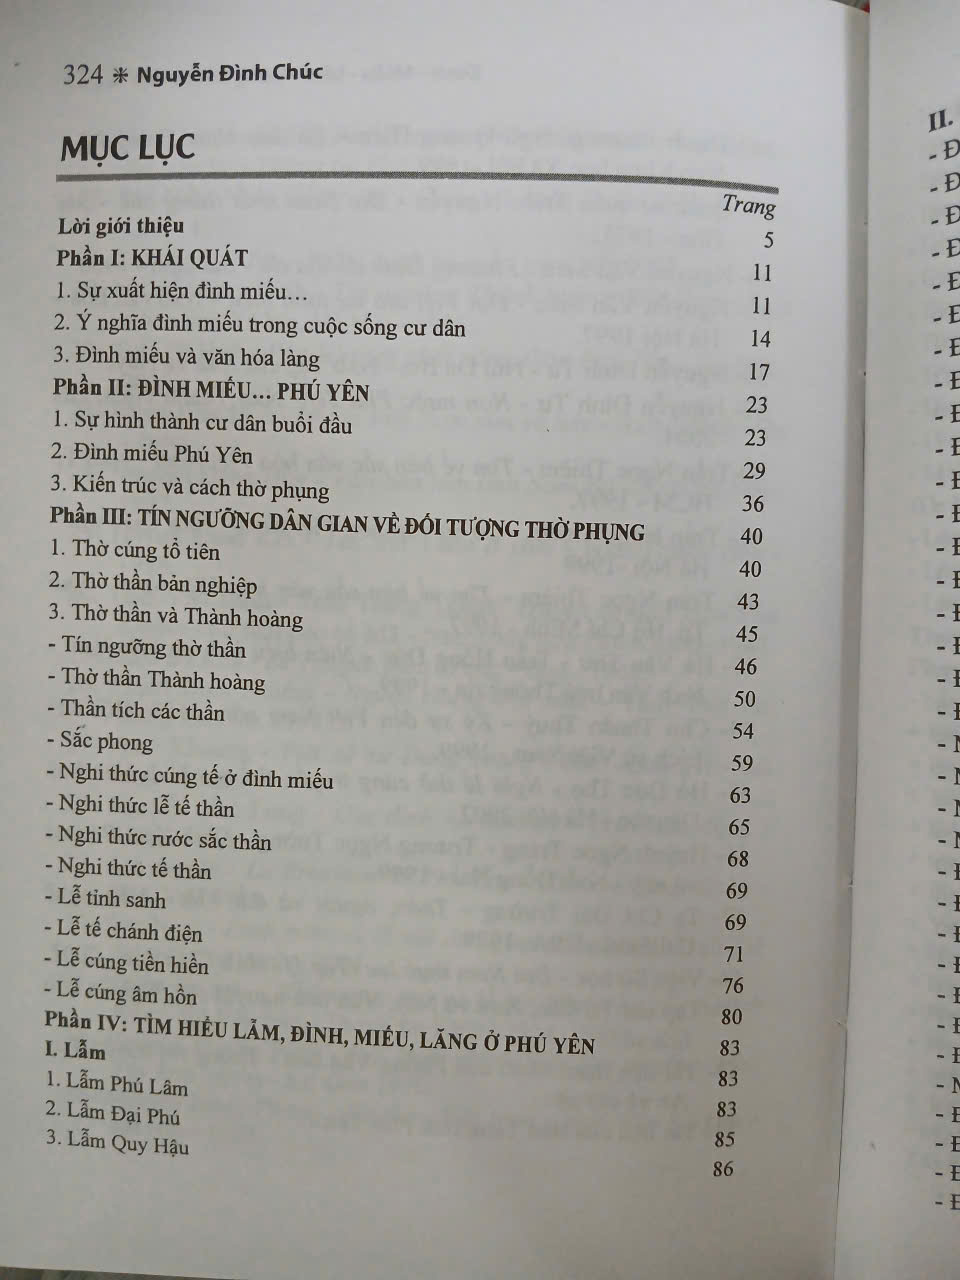 324 ⁜ Nguyễn Đình Chúc
MỤC LỤC
Trang
Lời giới thiệu 5
Phần I: KHÁI QUÁT 11
1. Sự xuất hiện đình miếu... 11
2. Ý nghĩa đình miếu trong cuộc sống cư dân 14
3. Đình miếu và văn hóa làng 17
Phần II: ĐÌNH MIẾU... PHÚ YÊN 23
1. Sự hình thành cư dân buổi đầu 23
2. Đình miếu Phú Yên 29
3. Kiến trúc và cách thờ phụng 36
Phần III: TÍN NGƯỠNG DÂN GIAN VỀ ĐỐI TƯỢNG THỜ PHỤNG 40
1. Thờ cúng tổ tiên 40
2. Thờ thần bản nghiệp 43
3. Thờ thần và Thành hoàng 45
- Tín ngưỡng thờ thần 46
- Thờ thần Thành hoàng 50
- Thần tích các thần 54
- Sắc phong 59
- Nghi thức cúng tế ở đình miếu 63
- Nghi thức lễ tế thần 65
- Nghi thức rước sắc thần 68
- Nghi thức tế thần 69
- Lễ tỉnh sanh 69
- Lễ tế chánh điện 71
- Lễ cúng tiền hiền 76
- Lễ cúng âm hồn 80
Phần IV: TÌM HIỂU LẪM, ĐÌNH, MIẾU, LĂNG Ở PHÚ YÊN 83
I. Lẫm 83
1. Lẫm Phú Lâm 83
2. Lẫm Đại Phú 85
3. Lẫm Quy Hậu 86
II.